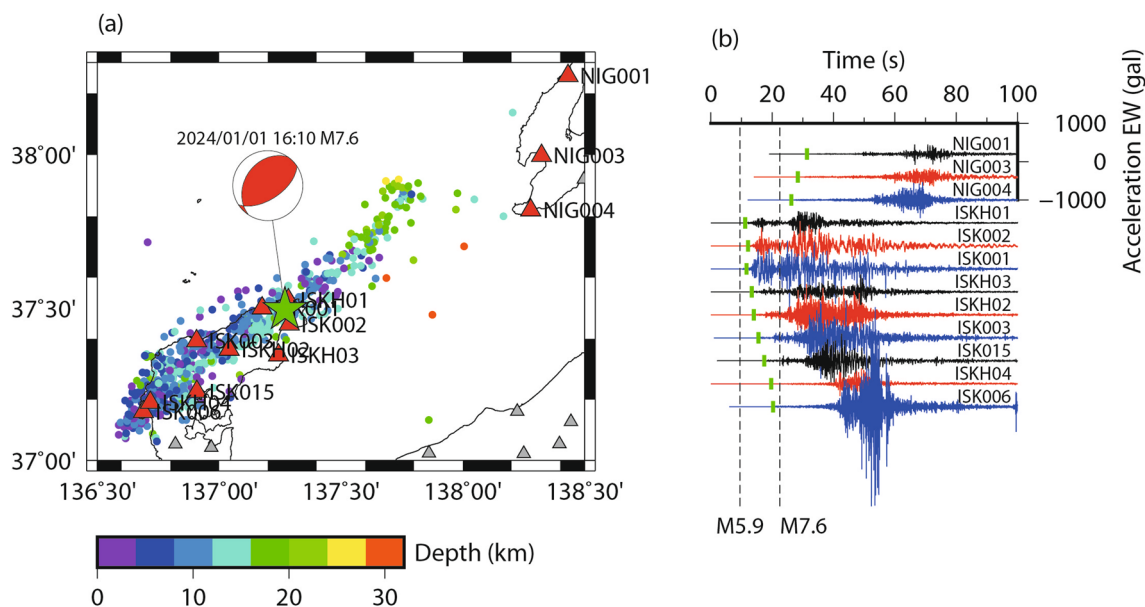 (a)
NIG001
2024/01/01 16:10 M7.6
38˚00'
NIG003
NIG004
37˚30'
ISKH01
ISK002
ISK003
ISKH02
ISKH03
ISK015
ISKH04
ISK006
37˚00'
136˚30'
137˚00'
137˚30'
138˚00'
138˚30'
Depth (km)
0
10
20
30
(b)
Time (s)
0
20
40
60
80
100
1000
0
−1000
Acceleration EW (gal)
NIG001
NIG003
NIG004
ISKH01
ISK002
ISK001
ISKH03
ISKH02
ISK003
ISK015
ISKH04
ISK006
M5.9
M7.6